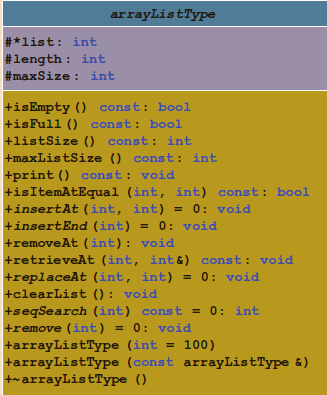 arrayListType
#*list: int
#length: int
#maxSize: int
+isEmpty() const: bool
+isFull() const: bool
+listSize() const: int
+maxListSize() const: int
+print() const: void
+isItemAtEqual(int, int) const: bool
+insertAt(int, int) = 0: void
+insertEnd(int) = 0: void
+removeAt(int): void
+retrieveAt(int, int&) const: void
+replaceAt(int, int) = 0: void
+clearList(): void
+seqSearch(int) const = 0: int
+remove(int) = 0: void
+arrayListType(int = 100)
+arrayListType(const arrayListType&)
+~arrayListType()